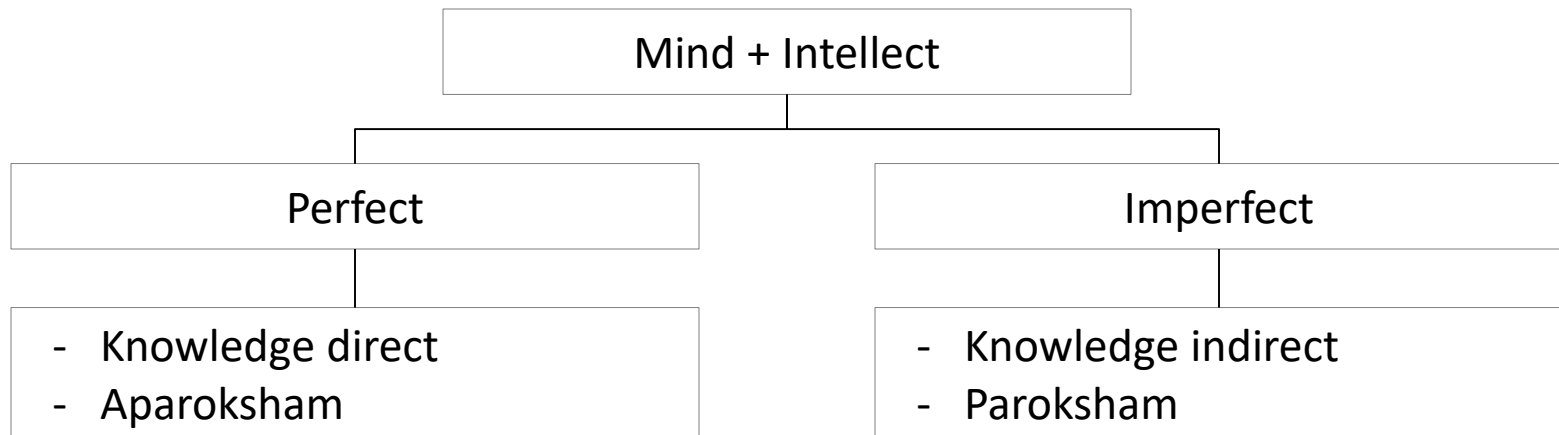 Mind + Intellect
Perfect
Imperfect
- Knowledge direct
- Aparoksham
- Knowledge indirect
- Paroksham